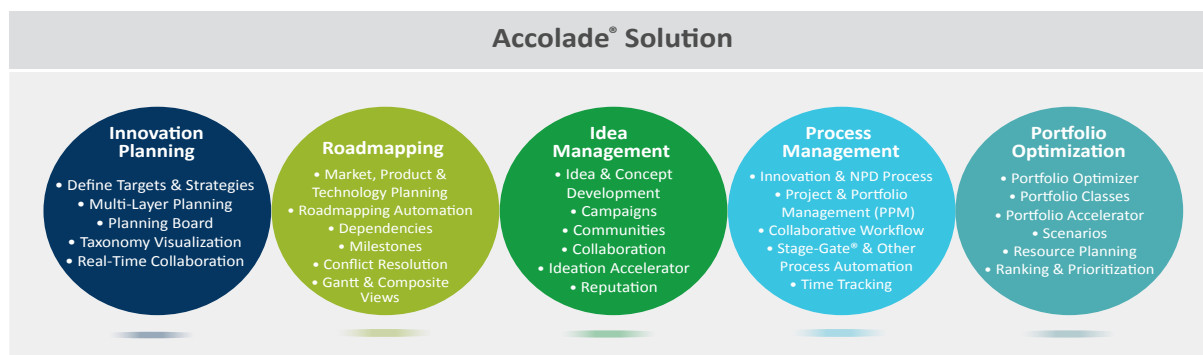 Accolade® Solution
Innovation
Planning
• Define Targets & Strategies
• Multi-Layer Planning
• Planning Board
• Taxonomy Visualization
• Real-Time Collaboration
Roadmapping
• Market, Product &
Technology Planning
• Roadmapping Automation
• Dependencies
• Milestones
• Conflict Resolution
• Gantt & Composite
Views
Idea
Management
• Idea & Concept
Development
• Campaigns
• Communities
• Collaboration
• Ideation Accelerator
• Reputation
Process
Management
• Innovation & NPD Process
• Project & Portfolio
Management (PPM)
• Collaborative Workflow
• Stage-Gate® & Other
Process Automation
• Time Tracking
Portfolio
Optimization
• Portfolio Optimizer
• Portfolio Classes
• Portfolio Accelerator
• Scenarios
• Resource Planning
• Ranking & Prioritization